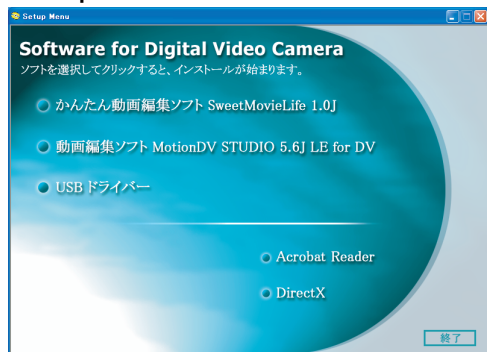 Setup Menu
Software for Digital Video Camera
ソフトを選択してクリックすると、インストールが始まります。
かんたん動画編集ソフト SweetMovieLife 1.0J
動画編集ソフト MotionDV STUDIO 5.6J LE for DV
USB ドライバー
Acrobat Reader
DirectX
終了